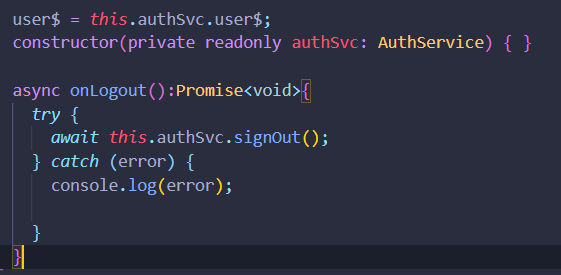 user$ = this.authSvc.user$;
constructor(private readonly authSvc: AuthService) { }
async onLogout():Promise<void>{
try {
await this.authSvc.signOut();
} catch (error) {
console.log(error);
}
}